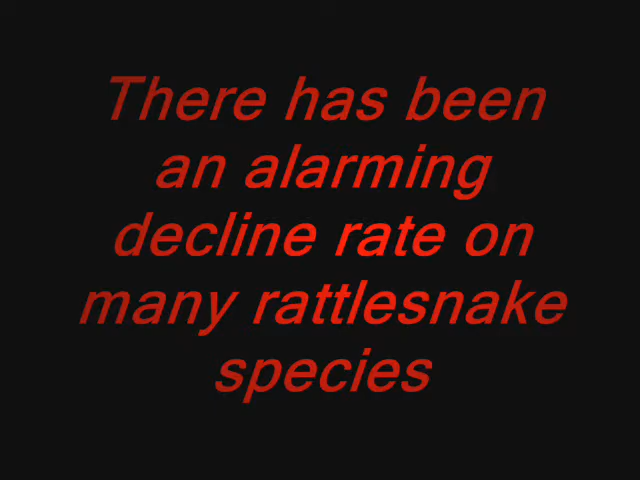 There has been
an alarming
decline rate on
many rattlesnake
species